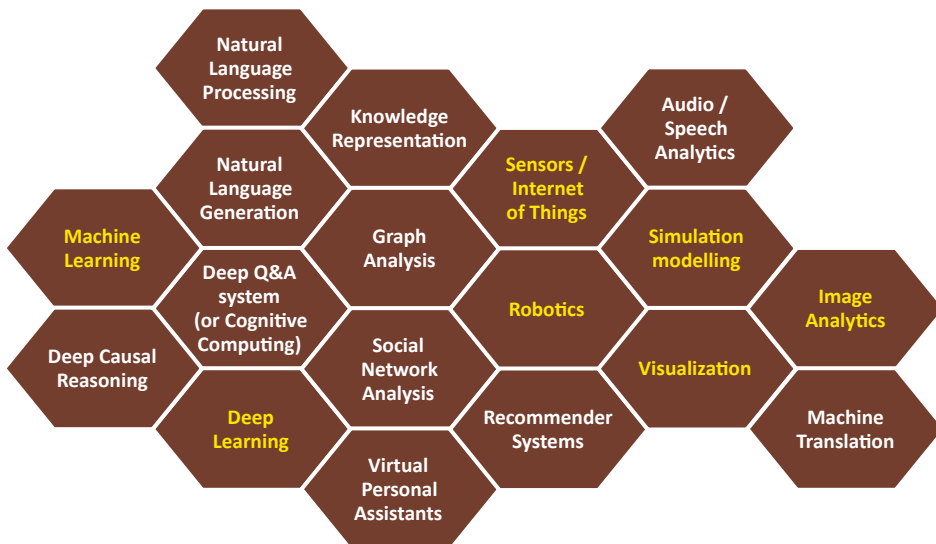 Natural
Language
Processing
Knowledge
Representation
Audio /
Speech
Analytics
Natural
Language
Generation
Sensors /
Internet
of Things
Machine
Learning
Graph
Analysis
Simulation
modelling
Deep Q&A
system
(or Cognitive
Computing)
Robotics
Image
Analytics
Deep Causal
Reasoning
Social
Network
Analysis
Visualization
Deep
Learning
Recommender
Systems
Machine
Translation
Virtual
Personal
Assistants